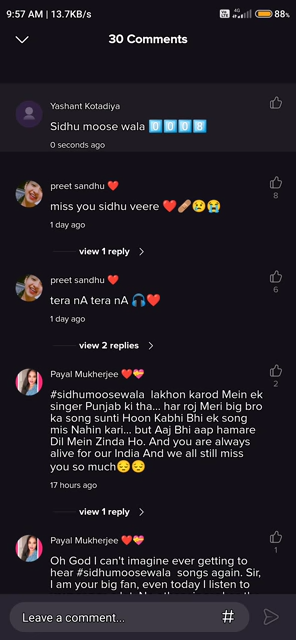 9:57 AM | 13.7KB/s
4G
88%
30 Comments
Yashant Kotadiya
Sidhu moose wala 0️⃣0️⃣0️⃣8️⃣
0 seconds ago
preet sandhu ❤️
8
miss you sidhu veere ❤️🩹😢😭
1 day ago
view 1 reply
preet sandhu ❤️
6
tera nA tera nA 🎧❤️
1 day ago
view 2 replies
Payal Mukherjee ❤️💝
2
#sidhumoosewala lakhon karod Mein ek
singer Punjab ki tha... har roj Meri big bro
ka song sunti Hoon Kabhi Bhi ek song
mis Nahin kari... but Aaj Bhi aap hamare
Dil Mein Zinda Ho. And you are always
alive for our India And we all still miss
you so much😔😔
17 hours ago
view 1 reply
Payal Mukherjee ❤️💝
1
Oh God I can't imagine ever getting to
hear #sidhumoosewala songs again. Sir,
I am your big fan, even today I listen to
Leave a comment... #